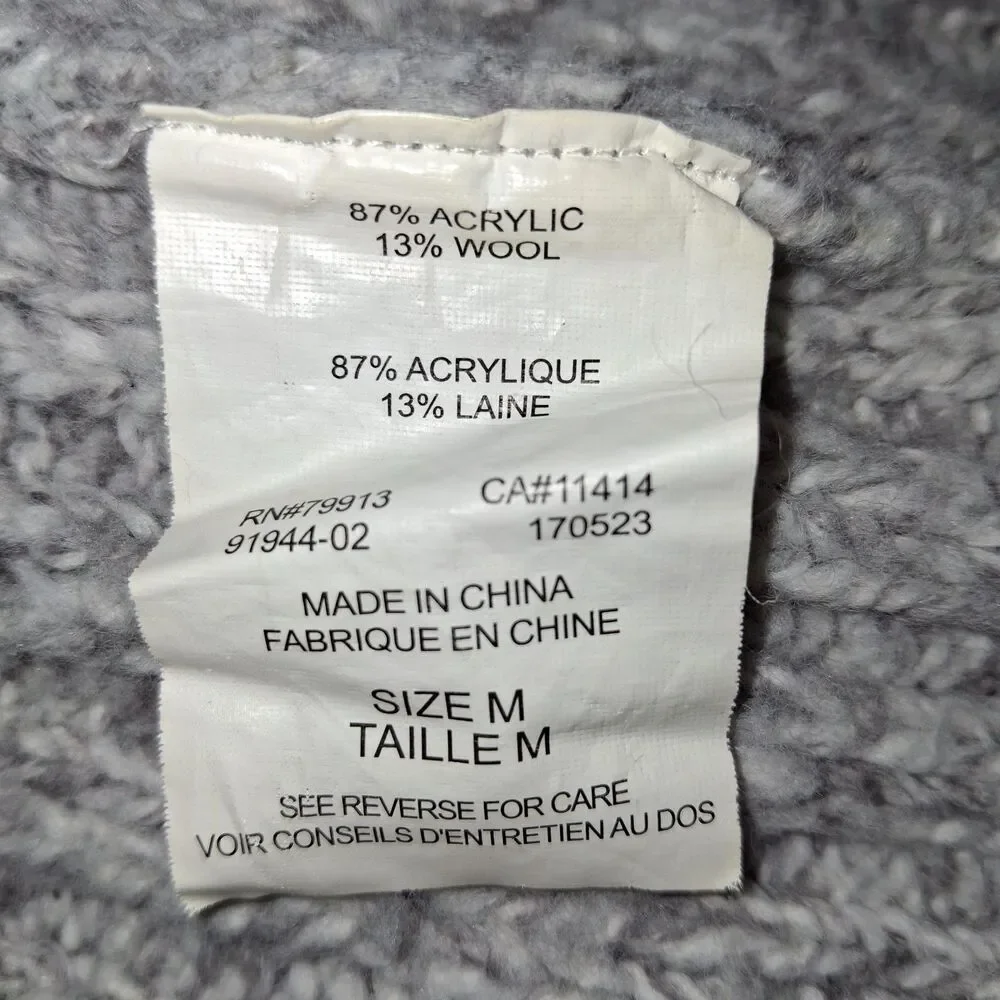 87% ACRYLIC
13% WOOL
87% ACRYLIQUE
13% LAINE
RN#79913 CA#11414
91944-02 170523
MADE IN CHINA
FABRIQUE EN CHINE
SIZE M
TAILLE M
SEE REVERSE FOR CARE
VOIR CONSEILS D'ENTRETIEN AU DOS